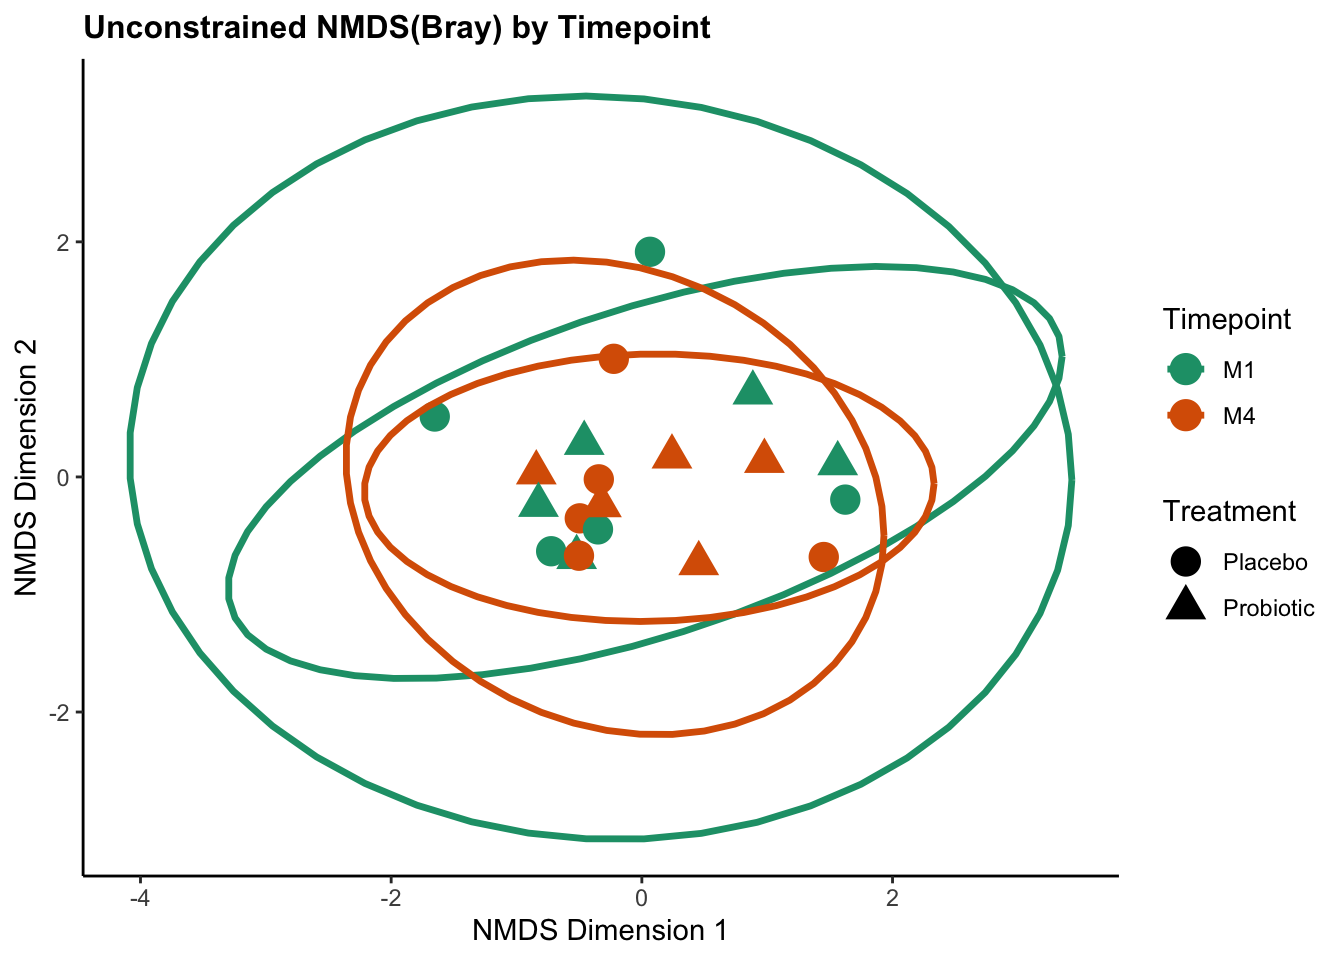 Unconstrained NMDS(Bray) by Timepoint
NMDS Dimension 2
2
0
-2
-4
-2
0
2
NMDS Dimension 1
Timepoint
M1
M4
Treatment
Placebo
Probiotic